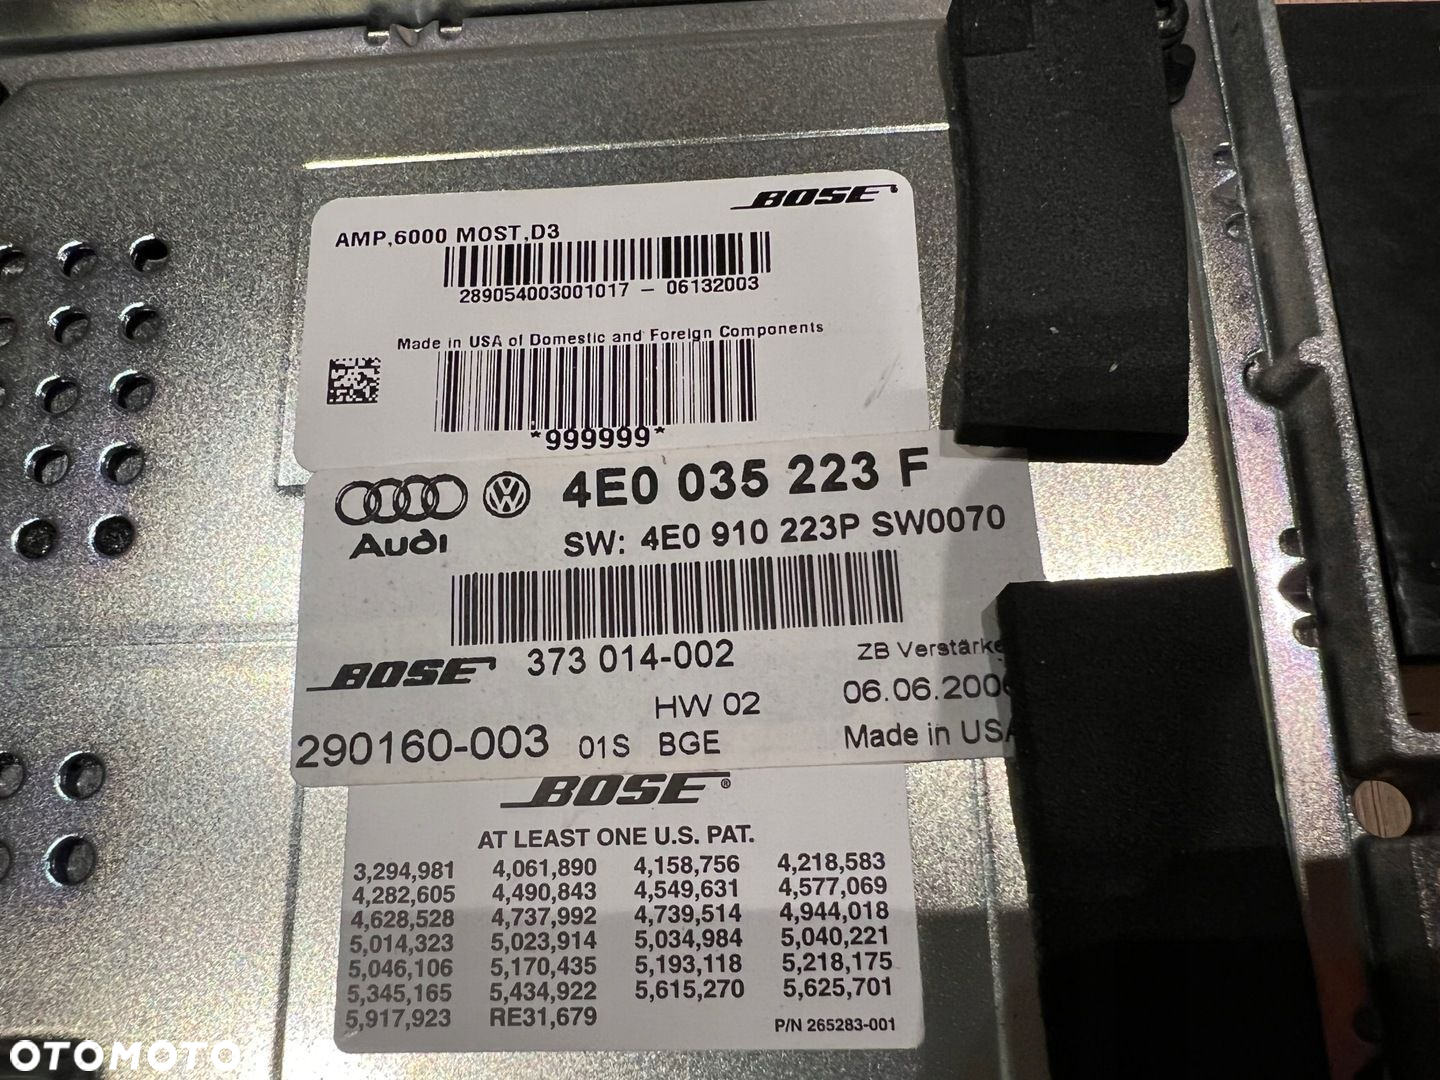 BOSE
AMP,6000 MOST,D3
289054003001017 - 06132003
Made in USA of Domestic and Foreign Components
*999999*
Audi 4E0 035 223 F
SW: 4E0 910 223P SW0070
BOSE 373 014-002 ZB Verstärke
HW 02 06.06.200
290160-003 01S BGE Made in USA
BOSE®
AT LEAST ONE U.S. PAT.
3,294,981 4,061,890 4,158,756 4,218,583
4,282,605 4,490,843 4,549,631 4,577,069
4,628,528 4,737,992 4,739,514 4,944,018
5,014,323 5,023,914 5,034,984 5,040,221
5,046,106 5,170,435 5,193,118 5,218,175
5,345,165 5,434,922 5,615,270 5,625,701
5,917,923 RE31,679
P/N 265283-001
OTOMOTO